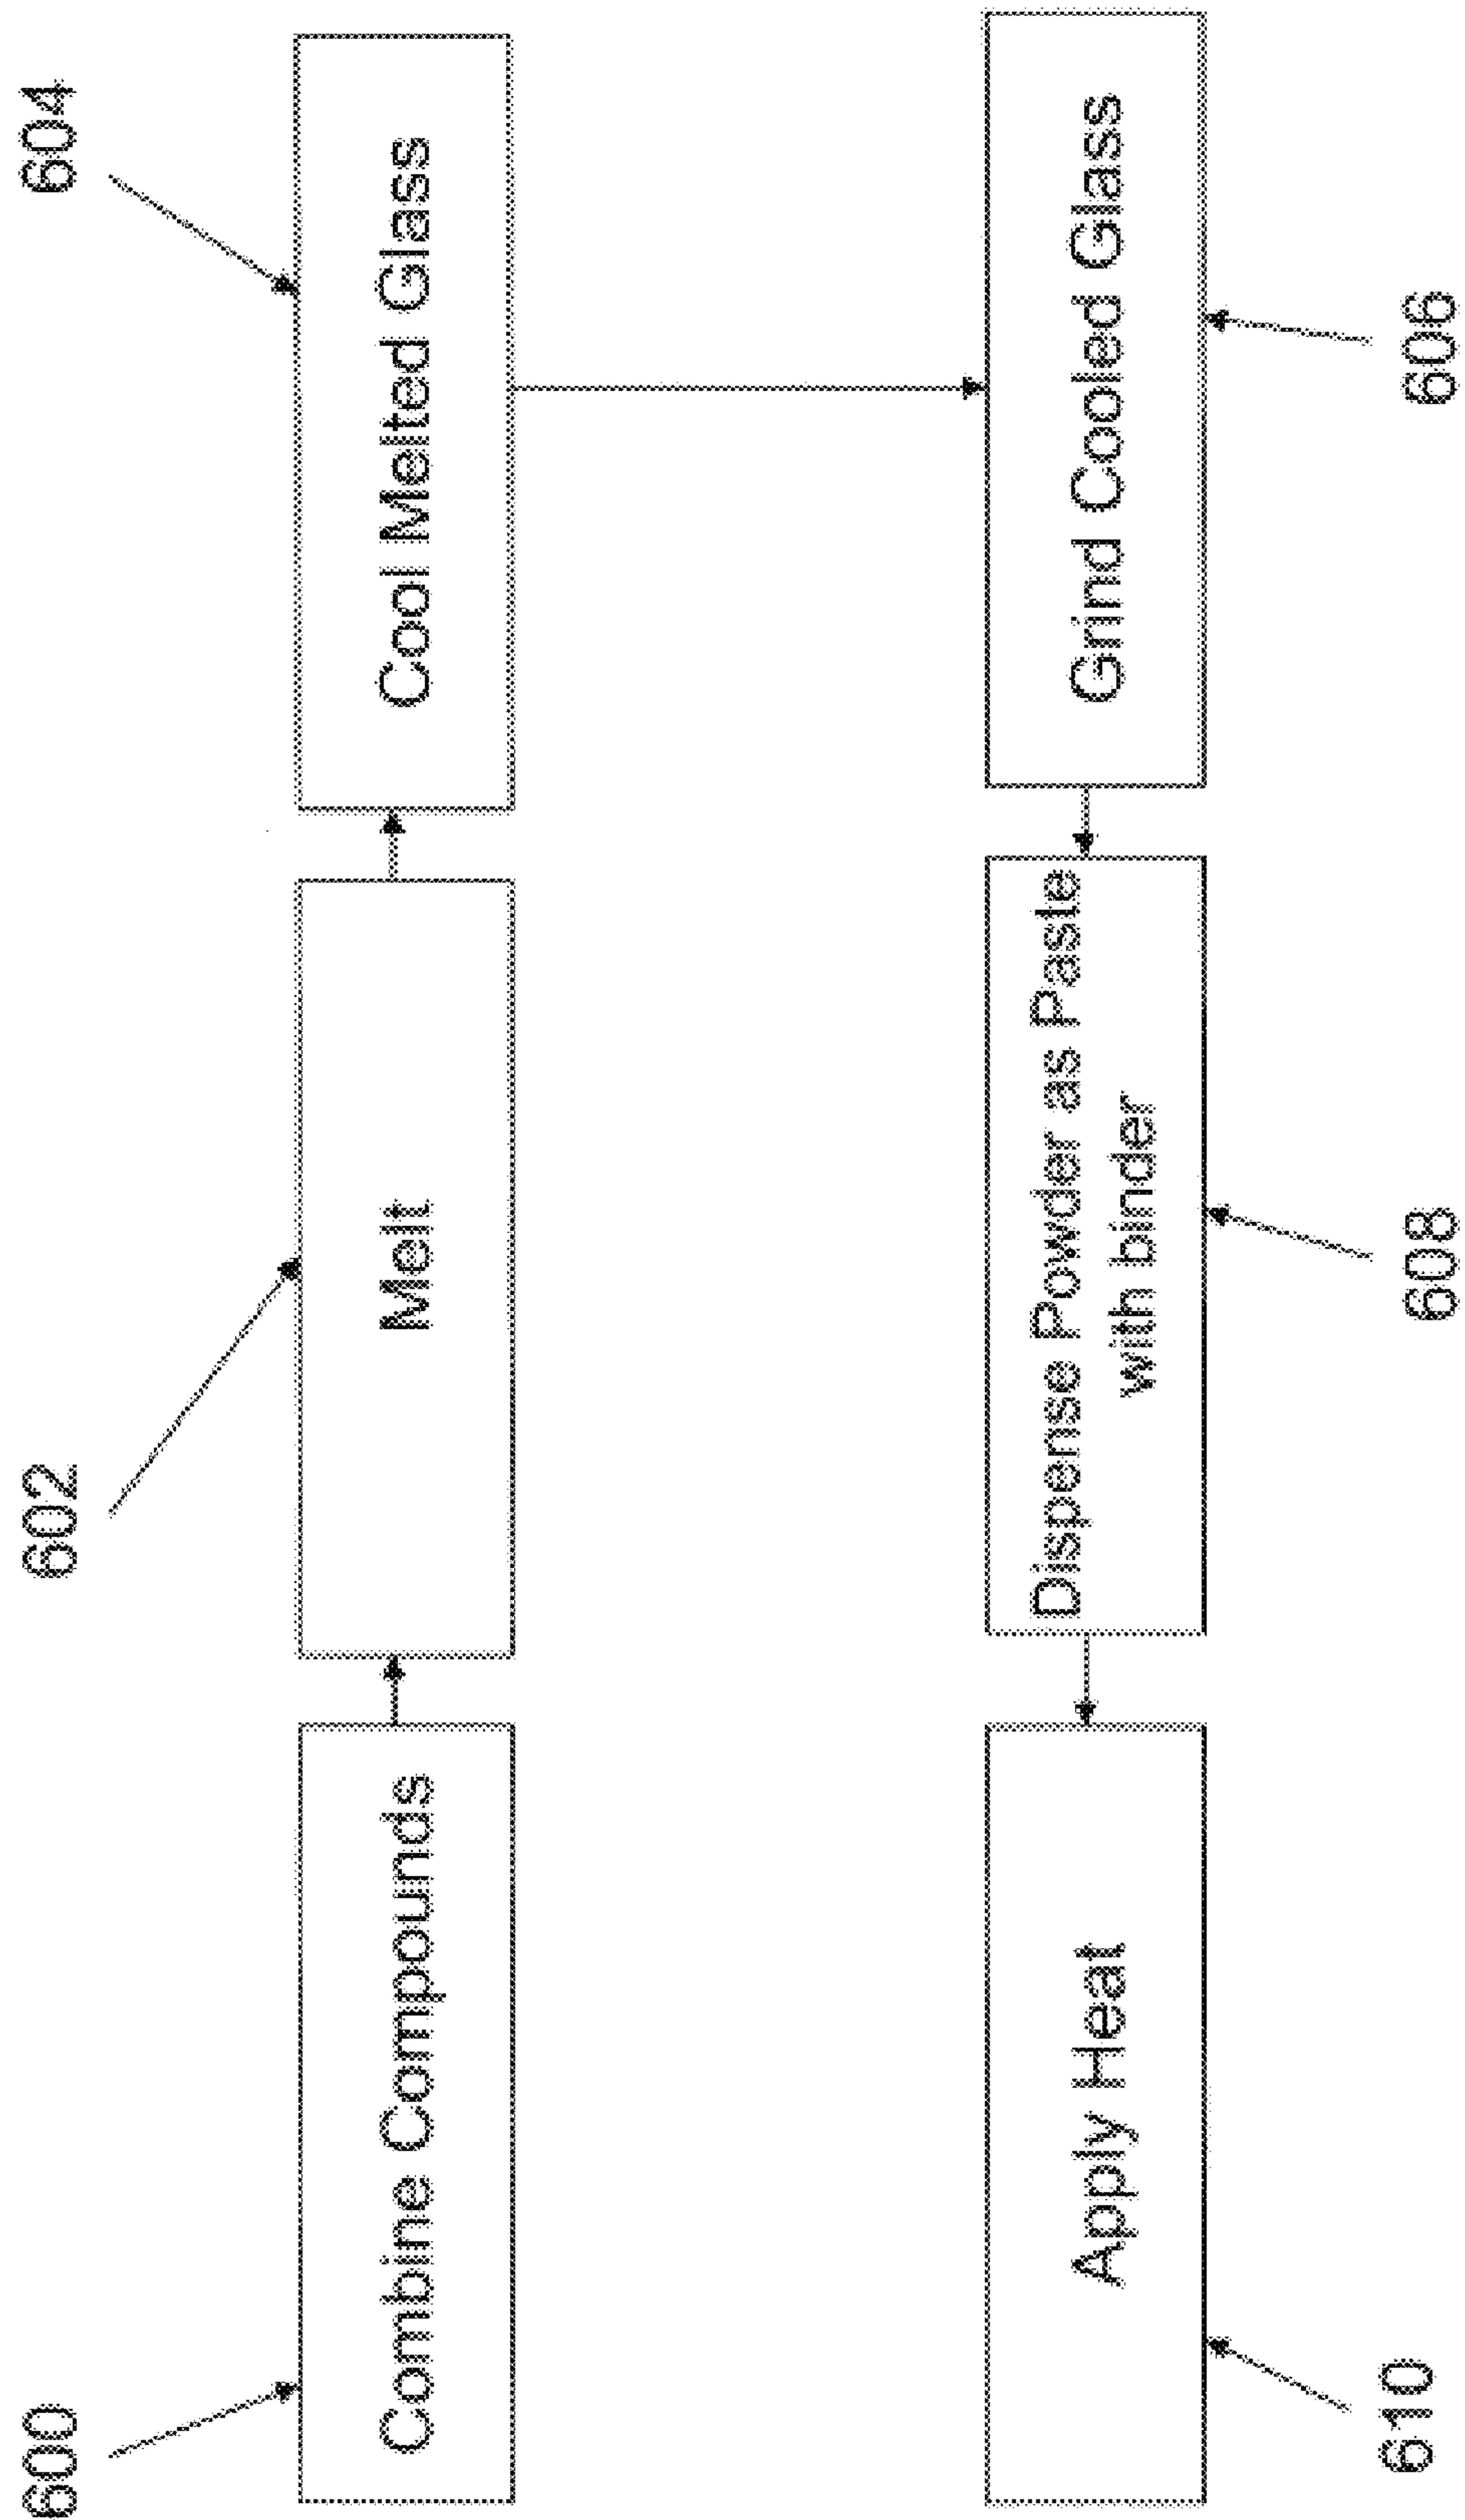 600
Combine Compounds
602
Melt
604
Cool Melted Glass
Grind Cooled Glass
606
Dispense Powder as Paste
with binder
608
Apply Heat
610